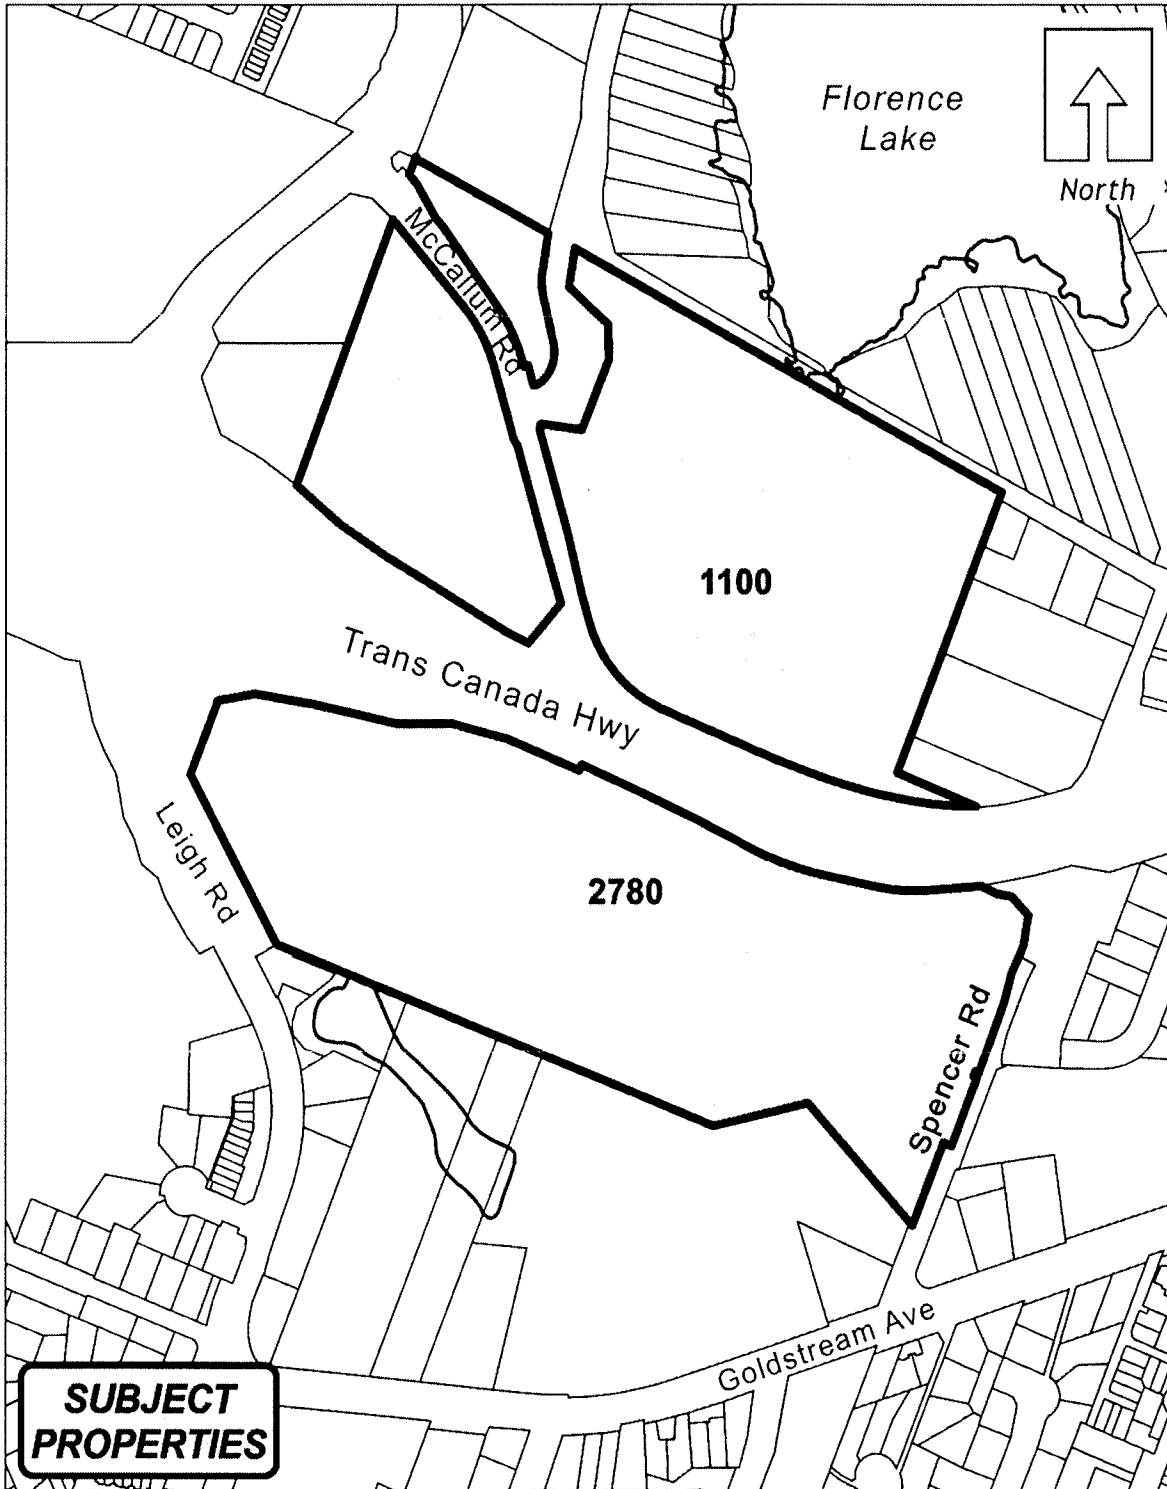 Florence
Lake
North
McCallum Rd
1100
Trans Canada Hwy
Leigh Rd
2780
Spencer Rd
Goldstream Ave
SUBJECT
PROPERTIES